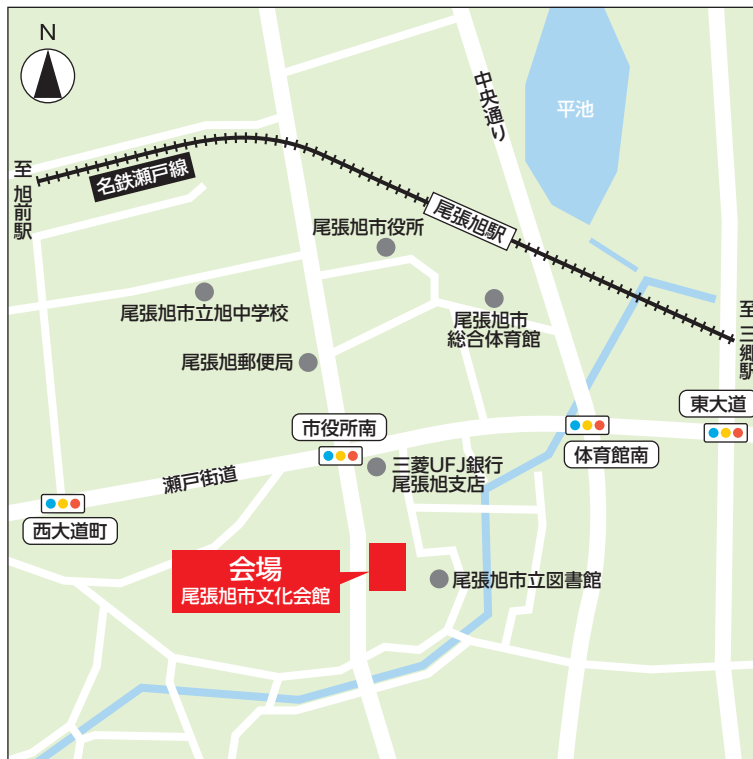 N
中央通り
平池
至 旭前駅
名鉄瀬戸線
尾張旭駅
尾張旭市役所
尾張旭市立旭中学校
尾張旭市
総合体育館
至 三郷駅
尾張旭郵便局
東大道
市役所南
体育館南
三菱UFJ銀行
尾張旭支店
瀬戸街道
西大道町
会場
尾張旭市文化会館
尾張旭市立図書館